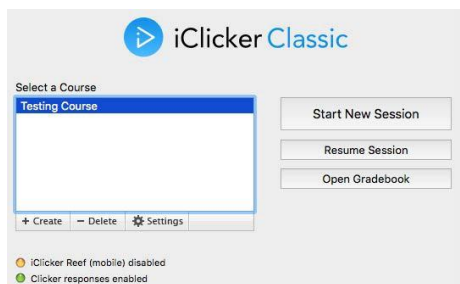 iClicker Classic
Select a Course
Testing Course
Start New Session
Resume Session
Open Gradebook
+ Create − Delete Settings
iClicker Reef (mobile) disabled
Clicker responses enabled